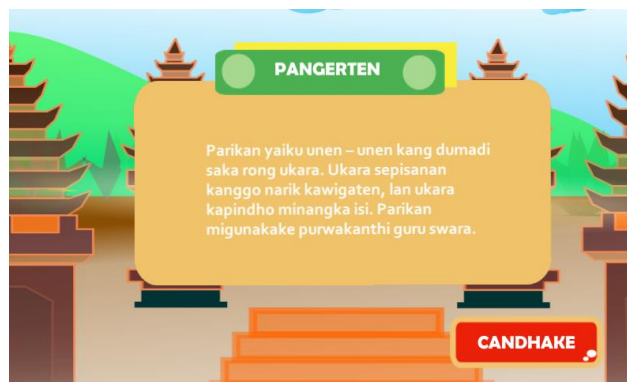 PANGERTEN
Parikan yaiku unen – unen kang dumadi
saka rong ukara. Ukara sepisanan
kanggo narik kawigaten, lan ukara
kapindho minangka isi. Parikan
migunakake purwakanthi guru swara.
CANDHAKE